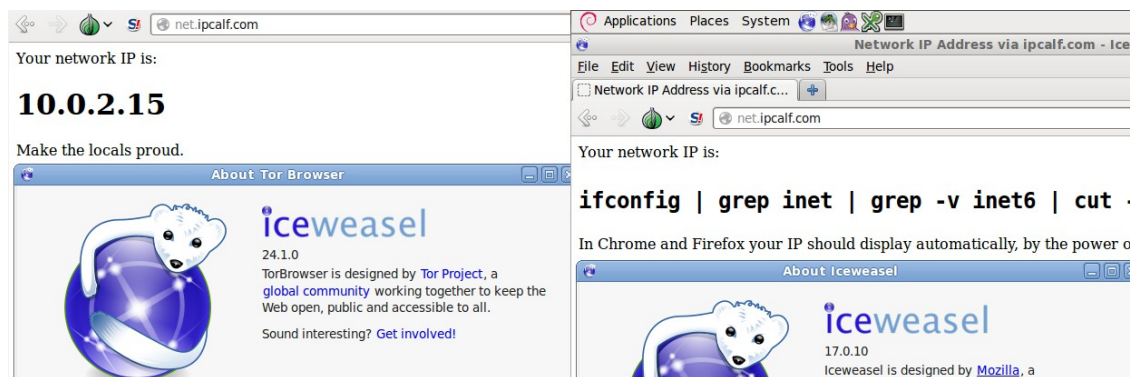 net.ipcalf.com
Your network IP is:
10.0.2.15
Make the locals proud.
About Tor Browser
iceweasel
24.1.0
TorBrowser is designed by Tor Project, a
global community working together to keep the
Web open, public and accessible to all.
Sound interesting? Get involved!
Applications Places System
Network IP Address via ipcalf.com - Ice
File Edit View History Bookmarks Tools Help
Network IP Address via ipcalf.c...
net.ipcalf.com
Your network IP is:
ifconfig | grep inet | grep -v inet6 | cut -
In Chrome and Firefox your IP should display automatically, by the power o
About Iceweasel
iceweasel
17.0.10
Iceweasel is designed by Mozilla, a